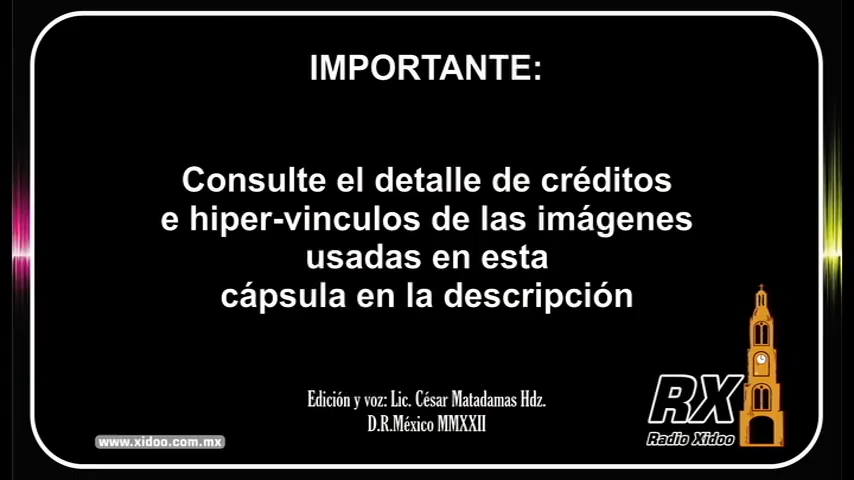 IMPORTANTE:
Consulte el detalle de créditos
e hiper-vinculos de las imágenes
usadas en esta
cápsula en la descripción
Edición y voz: Lic. César Matadamas Hdz.
D.R.México MMXXII
www.xidoo.com.mx
RX
Radio Xidoo